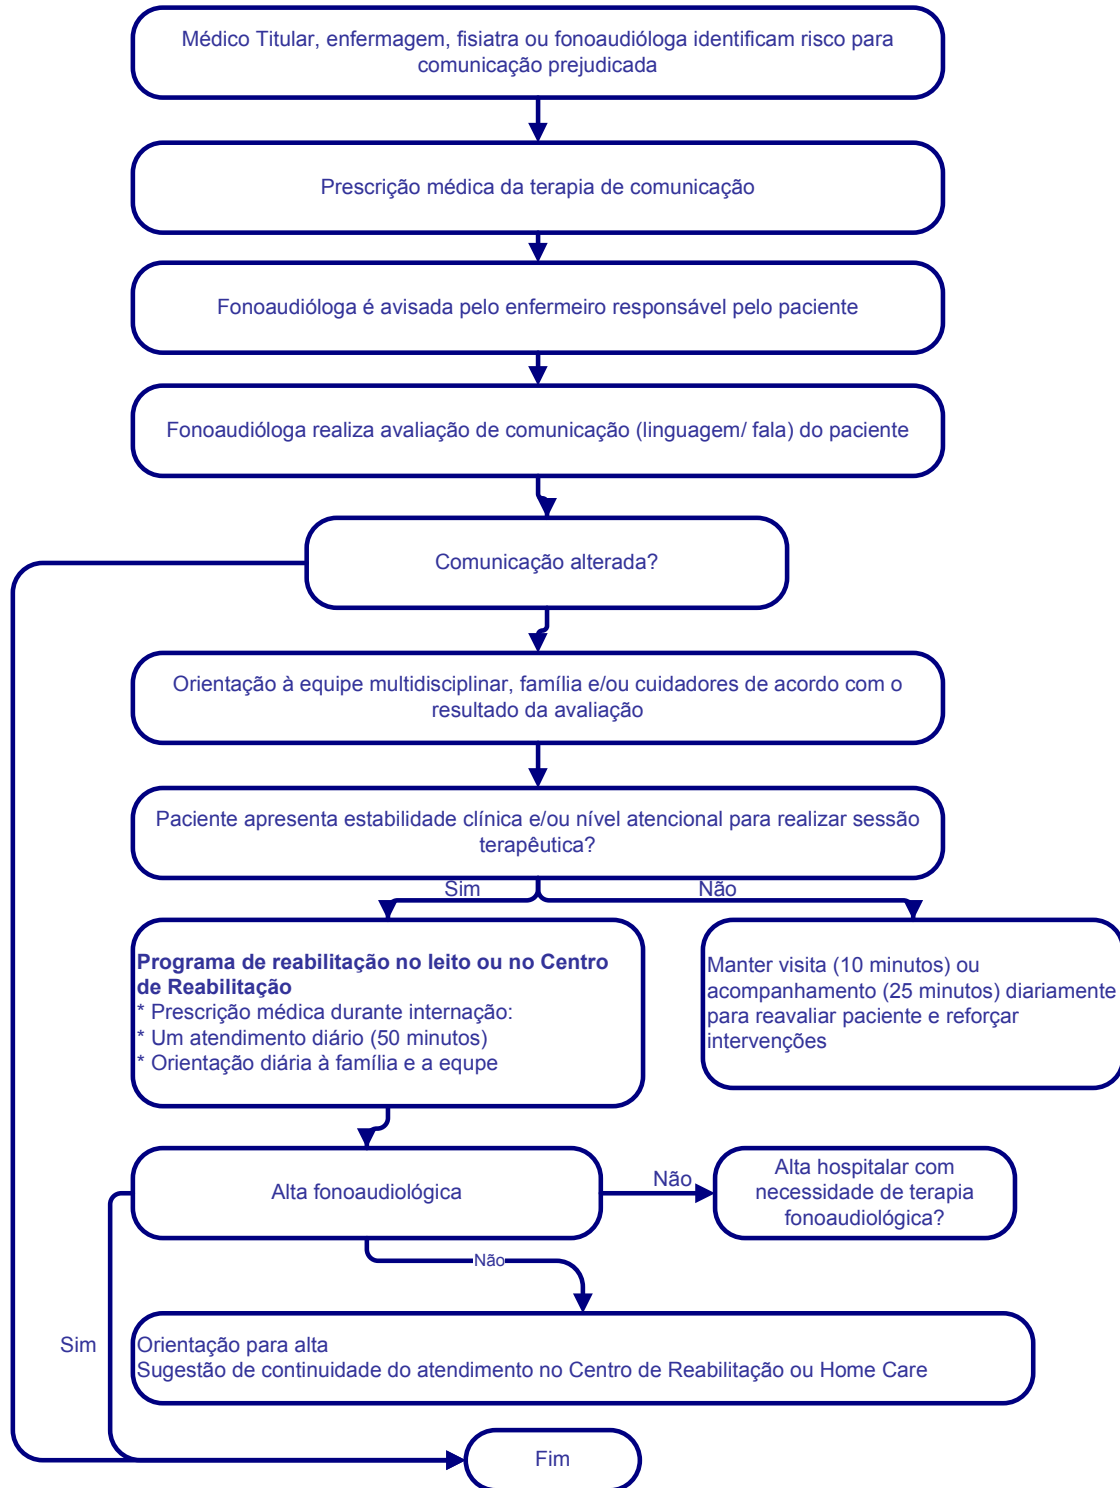 Médico Titular, enfermagem, fisiatra ou fonoaudióloga identificam risco para
comunicação prejudicada
Prescrição médica da terapia de comunicação
Fonoaudióloga é avisada pelo enfermeiro responsável pelo paciente
Fonoaudióloga realiza avaliação de comunicação (linguagem/ fala) do paciente
Comunicação alterada?
Orientação à equipe multidisciplinar, família e/ou cuidadores de acordo com o
resultado da avaliação
Paciente apresenta estabilidade clínica e/ou nível atencional para realizar sessão
terapêutica?
Sim
Não
Programa de reabilitação no leito ou no Centro
de Reabilitação
* Prescrição médica durante internação:
* Um atendimento diário (50 minutos)
* Orientação diária à família e a equpe
Manter visita (10 minutos) ou
acompanhamento (25 minutos) diariamente
para reavaliar paciente e reforçar
intervenções
Alta fonoaudiológica
Não
Alta hospitalar com
necessidade de terapia
fonoaudiológica?
Não
Sim
Orientação para alta
Sugestão de continuidade do atendimento no Centro de Reabilitação ou Home Care
Fim